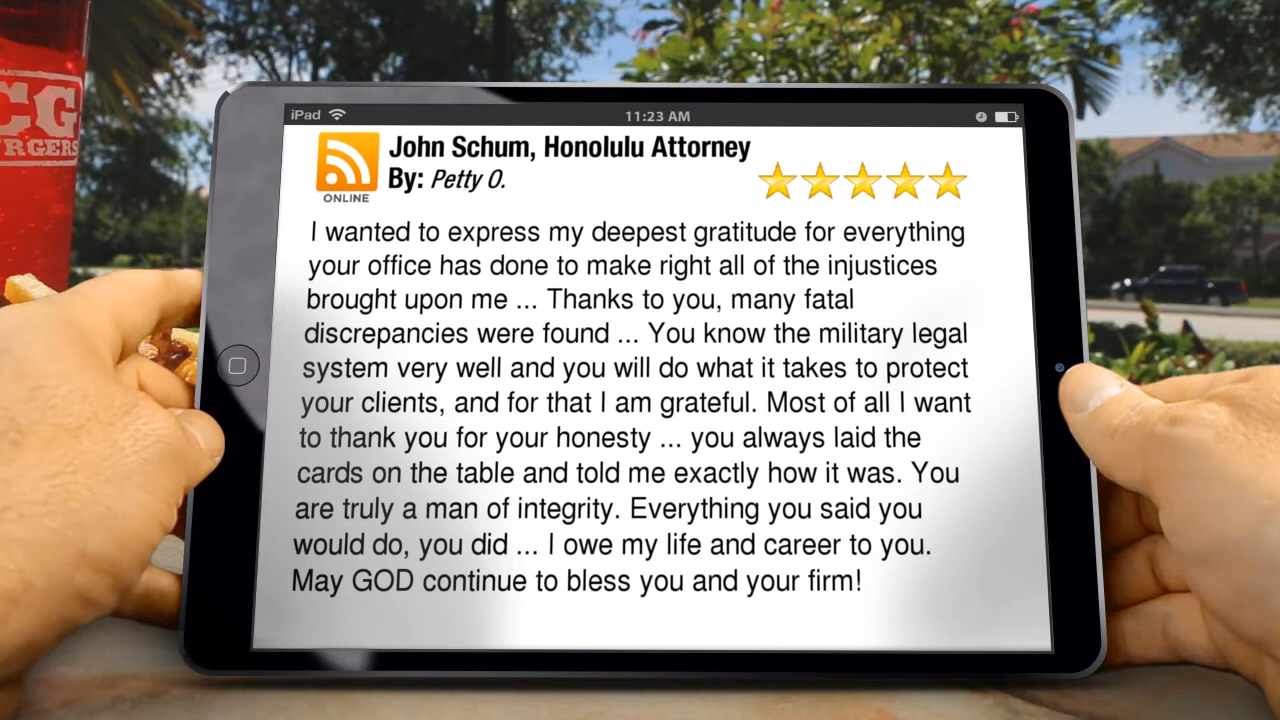 CG
RGERS
iPad
11:23 AM
ONLINE
John Schum, Honolulu Attorney
By: Petty O.
I wanted to express my deepest gratitude for everything
your office has done to make right all of the injustices
brought upon me ... Thanks to you, many fatal
discrepancies were found ... You know the military legal
system very well and you will do what it takes to protect
your clients, and for that I am grateful. Most of all I want
to thank you for your honesty ... you always laid the
cards on the table and told me exactly how it was. You
are truly a man of integrity. Everything you said you
would do, you did ... I owe my life and career to you.
May GOD continue to bless you and your firm!